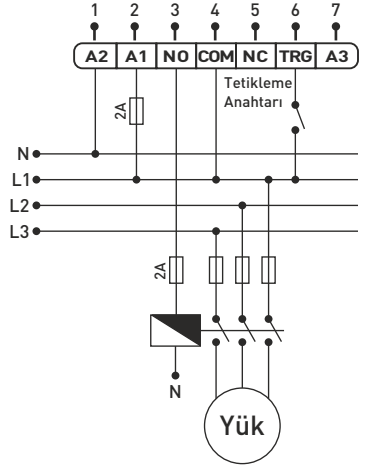 1 2 3 4 5 6 7
A2 A1 NO COM NC TRG A3
Tetikleme
Anahtarı
2A
N
L1
L2
L3
2A
N
Yük